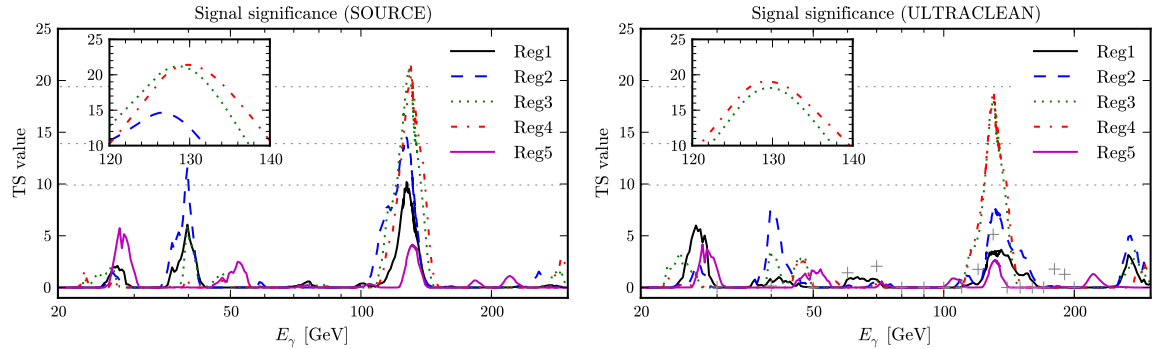 Signal significance (SOURCE)
25
20
15
10
5
0
TS value
25
20
15
10
120
130
140
Reg1
Reg2
Reg3
Reg4
Reg5
20
50
100
200
Eγ [GeV]
Signal significance (ULTRACLEAN)
25
20
15
10
5
0
TS value
25
20
15
10
120
130
140
Reg1
Reg2
Reg3
Reg4
Reg5
20
50
100
200
Eγ [GeV]